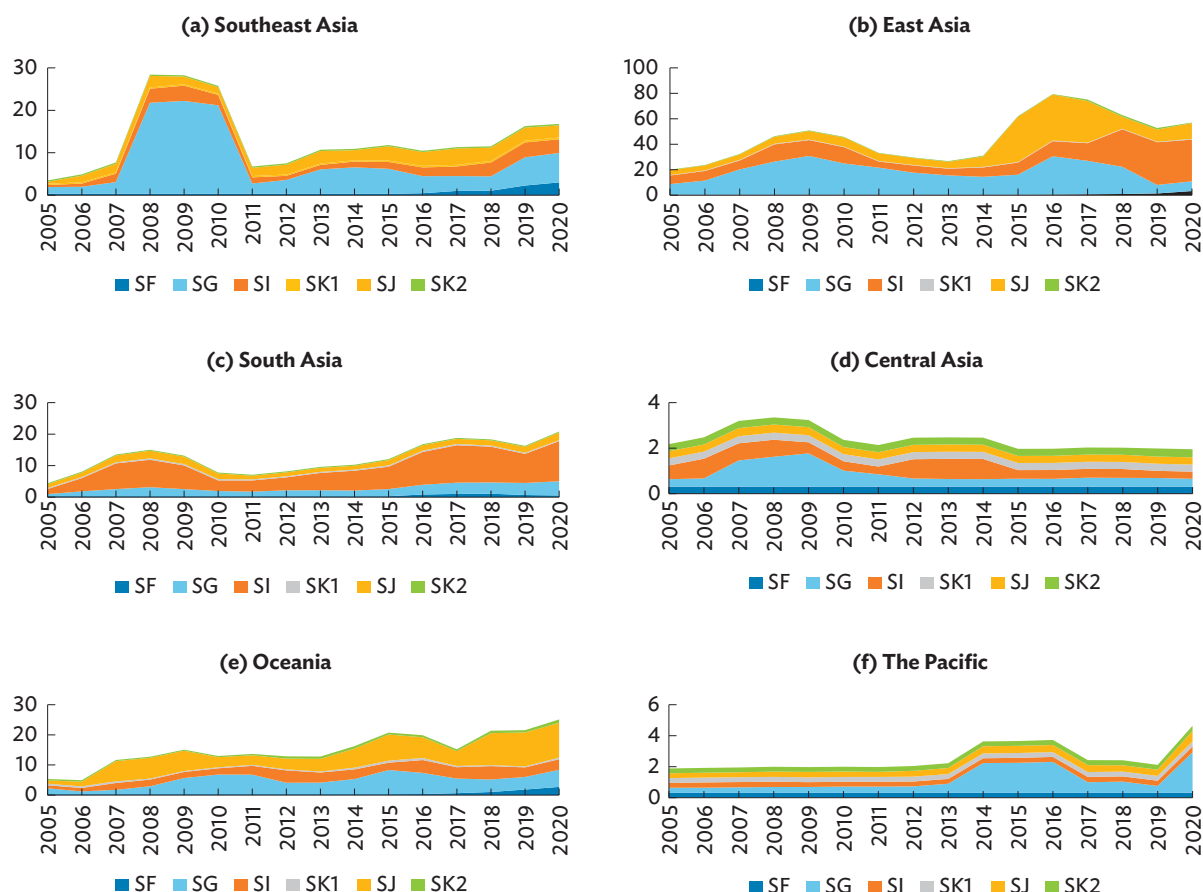 (a) Southeast Asia
30
20
10
0
2005 2006 2007 2008 2009 2010 2011 2012 2013 2014 2015 2016 2017 2018 2019 2020
SF SG SI SK1 SJ SK2
(b) East Asia
100
80
60
40
20
0
2005 2006 2007 2008 2009 2010 2011 2012 2013 2014 2015 2016 2017 2018 2019 2020
SF SG SI SK1 SJ SK2
(c) South Asia
30
20
10
0
2005 2006 2007 2008 2009 2010 2011 2012 2013 2014 2015 2016 2017 2018 2019 2020
SF SG SI SK1 SJ SK2
(d) Central Asia
4
2
0
2005 2006 2007 2008 2009 2010 2011 2012 2013 2014 2015 2016 2017 2018 2019 2020
SF SG SI SK1 SJ SK2
(e) Oceania
30
20
10
0
2005 2006 2007 2008 2009 2010 2011 2012 2013 2014 2015 2016 2017 2018 2019 2020
SF SG SI SK1 SJ SK2
(f) The Pacific
6
4
2
0
2005 2006 2007 2008 2009 2010 2011 2012 2013 2014 2015 2016 2017 2018 2019 2020
SF SG SI SK1 SJ SK2